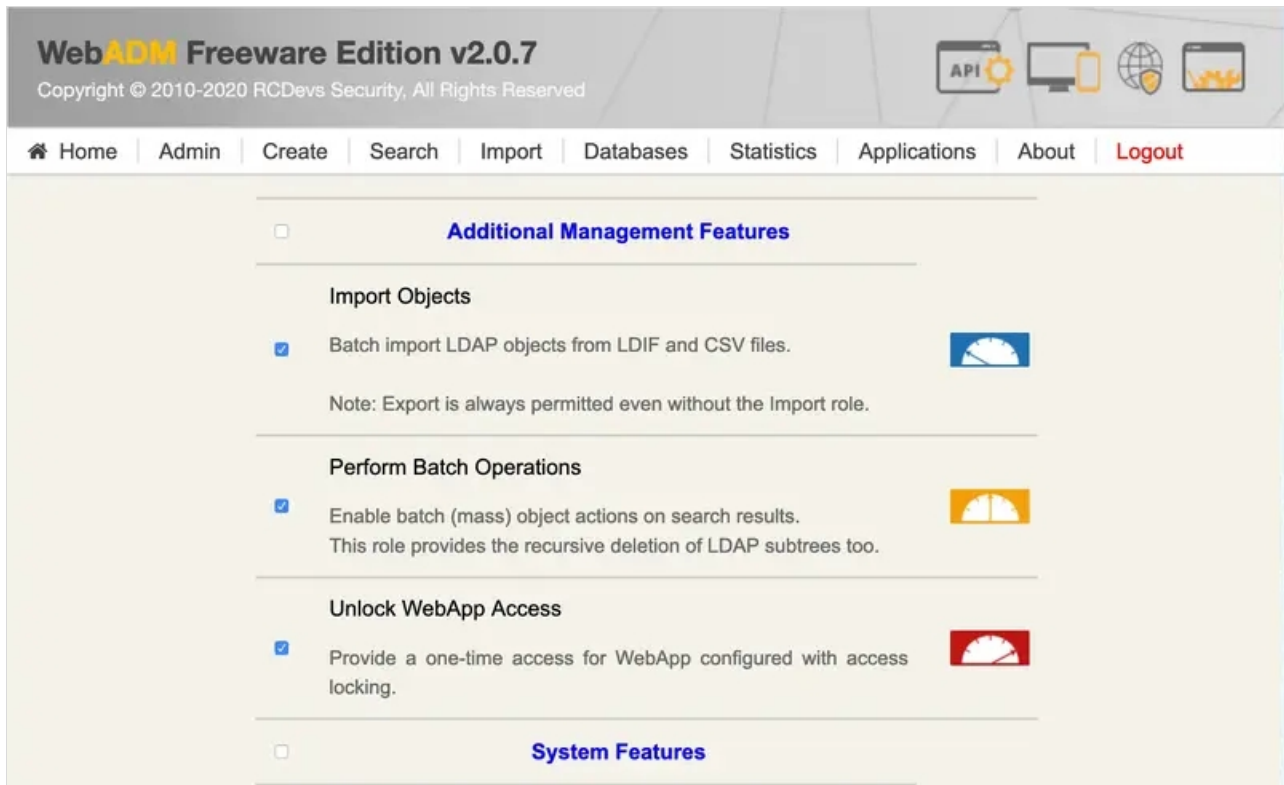 WebADM Freeware Edition v2.0.7
Copyright © 2010-2020 RCDevs Security, All Rights Reserved
API
Home Admin Create Search Import Databases Statistics Applications About Logout
Additional Management Features
Import Objects
Batch import LDAP objects from LDIF and CSV files.
Note: Export is always permitted even without the Import role.
Perform Batch Operations
Enable batch (mass) object actions on search results.
This role provides the recursive deletion of LDAP subtrees too.
Unlock WebApp Access
Provide a one-time access for WebApp configured with access
locking.
System Features